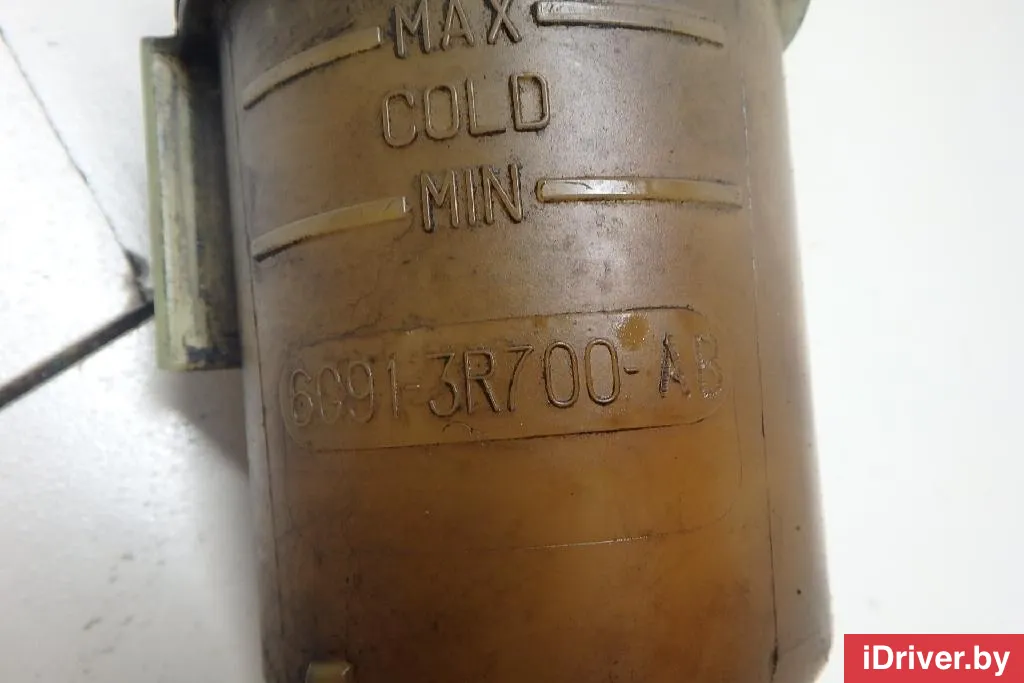 MAX
COLD
MIN
6G91-3R700-AB
iDriver.by